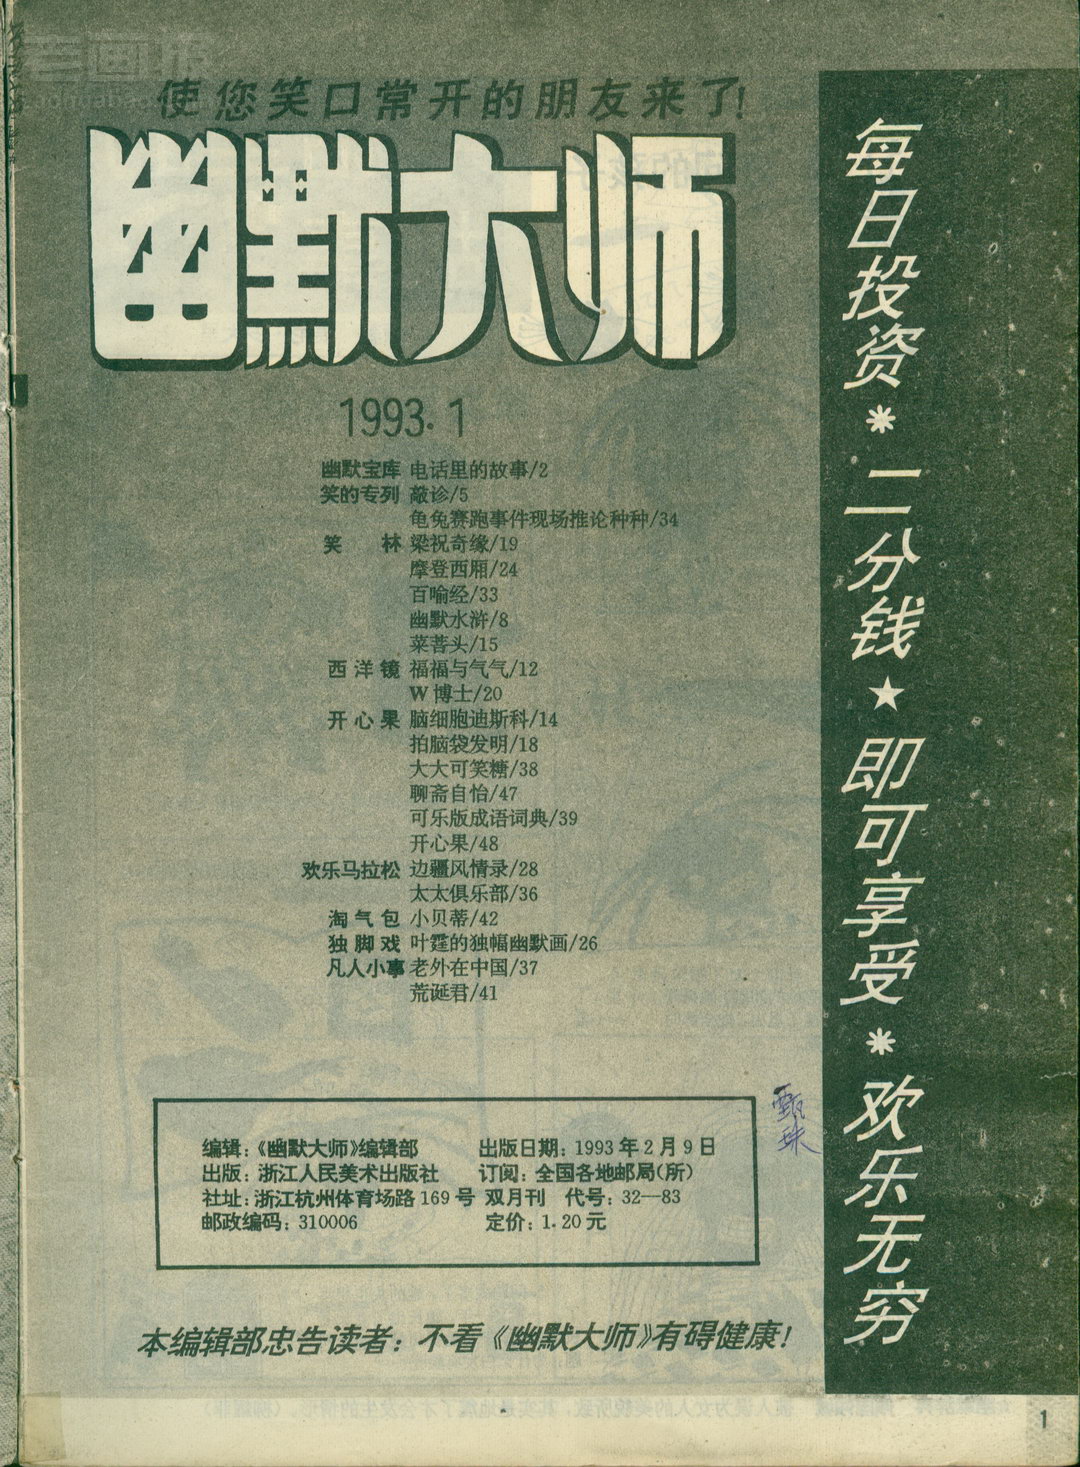 老画报
使您笑口常开的朋友来了!
幽默大师
1993.1
幽默宝库 电话里的故事/2
笑的专列 敲诊/5
龟兔赛跑事件现场推论种种/34
笑 林 梁祝奇缘/19
摩登西厢/24
百喻经/33
幽默水浒/8
菜菩头/15
西洋镜 福福与气气/12
W博士/20
开心果 脑细胞迪斯科/14
拍脑袋发明/18
大大可笑糖/38
聊斋自怡/47
可乐版成语词典/39
开心果/48
欢乐马拉松 边疆风情录/28
太太俱乐部/36
淘气包 小贝蒂/42
独脚戏 叶霆的独幅幽默画/26
凡人小事 老外在中国/37
荒诞君/41
编辑:《幽默大师》编辑部 出版日期: 1993年2月9日
出版: 浙江人民美术出版社 订阅: 全国各地邮局(所)
社址: 浙江杭州体育场路169号 双月刊 代号: 32—83
邮政编码: 310006 定价: 1.20元
本编辑部忠告读者: 不看《幽默大师》有碍健康!
每日投资*二分钱★即可享受*欢乐无穷
1